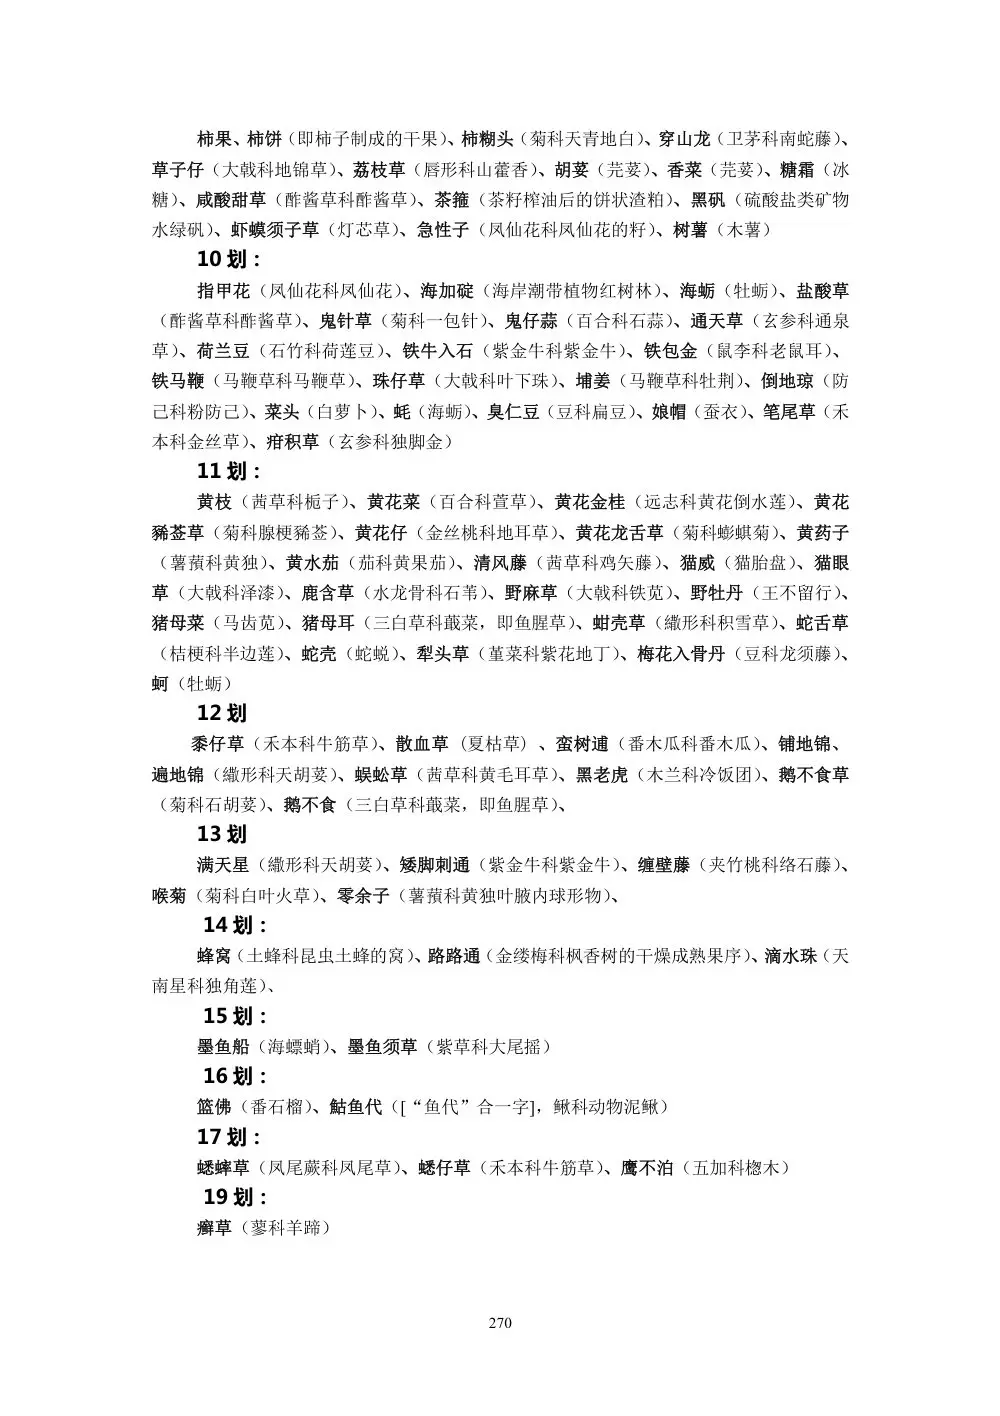 柿果、柿饼（即柿子制成的干果）、柿糊头（菊科天青地白）、穿山龙（卫茅科南蛇藤）、
草子仔（大戟科地锦草）、荔枝草（唇形科山藿香）、胡荽（芫荽）、香菜（芫荽）、糖霜（冰
糖）、咸酸甜草（酢酱草科酢酱草）、茶箍（茶籽榨油后的饼状渣粕）、黑矾（硫酸盐类矿物
水绿矾）、虾蟆须子草（灯芯草）、急性子（凤仙花科凤仙花的籽）、树薯（木薯）
10 划：
指甲花（凤仙花科凤仙花）、海加碇（海岸潮带植物红树林）、海蛎（牡蛎）、盐酸草
（酢酱草科酢酱草）、鬼针草（菊科一包针）、鬼仔蒜（百合科石蒜）、通天草（玄参科通泉
草）、荷兰豆（石竹科荷莲豆）、铁牛入石（紫金牛科紫金牛）、铁包金（鼠李科老鼠耳）、
铁马鞭（马鞭草科马鞭草）、珠仔草（大戟科叶下珠）、埔姜（马鞭草科牡荆）、倒地琼（防
己科粉防己）、菜头（白萝卜）、蚝（海蛎）、臭仁豆（豆科扁豆）、娘帽（蚕衣）、笔尾草（禾
本科金丝草）、疳积草（玄参科独脚金）
11 划：
黄枝（茜草科栀子）、黄花菜（百合科萱草）、黄花金桂（远志科黄花倒水莲）、黄花
豨莶草（菊科腺梗豨莶）、黄花仔（金丝桃科地耳草）、黄花龙舌草（菊科蟛蜞菊）、黄药子
（薯蓣科黄独）、黄水茄（茄科黄果茄）、清风藤（茜草科鸡矢藤）、猫威（猫胎盘）、猫眼
草（大戟科泽漆）、鹿含草（水龙骨科石苇）、野麻草（大戟科铁苋）、野牡丹（王不留行）、
猪母菜（马齿苋）、猪母耳（三白草科蕺菜，即鱼腥草）、蚶壳草（繖形科积雪草）、蛇舌草
（桔梗科半边莲）、蛇壳（蛇蜕）、犁头草（堇菜科紫花地丁）、梅花入骨丹（豆科龙须藤）、
蚵（牡蛎）
12 划
黍仔草（禾本科牛筋草）、散血草（夏枯草）、蛮树逋（番木瓜科番木瓜）、铺地锦、
遍地锦（繖形科天胡荽）、蜈蚣草（茜草科黄毛耳草）、黑老虎（木兰科冷饭团）、鹅不食草
（菊科石胡荽）、鹅不食（三白草科蕺菜，即鱼腥草）、
13 划
满天星（繖形科天胡荽）、矮脚刺通（紫金牛科紫金牛）、缠壁藤（夹竹桃科络石藤）、
喉菊（菊科白叶火草）、零余子（薯蓣科黄独叶腋内球形物）、
14 划：
蜂窝（土蜂科昆虫土蜂的窝）、路路通（金缕梅科枫香树的干燥成熟果序）、滴水珠（天
南星科独角莲）、
15 划：
墨鱼船（海螵蛸）、墨鱼须草（紫草科大尾摇）
16 划：
篮佛（番石榴）、鮕鱼代（[“鱼代”合一字]，鳅科动物泥鳅）
17 划：
蟋蟀草（凤尾蕨科凤尾草）、蟋仔草（禾本科牛筋草）、鹰不泊（五加科楤木）
19 划：
癣草（蓼科羊蹄）
270